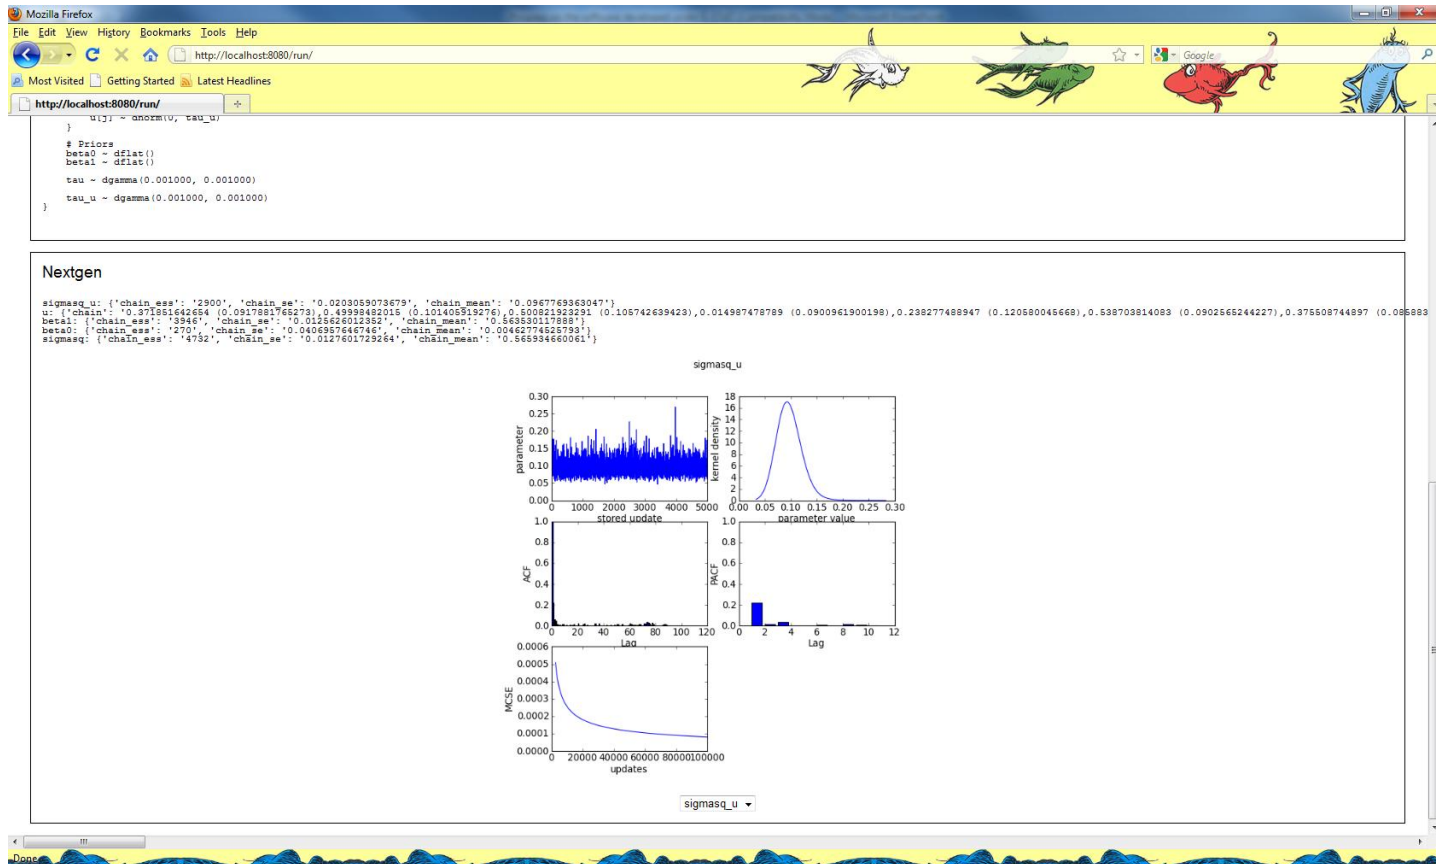 Mozilla Firefox
File Edit View History Bookmarks Tools Help
http://localhost:8080/run/
Google
Most Visited Getting Started Latest Headlines
http://localhost:8080/run/
u[j] ~ dnorm(0, tau_u)
}
# Priors
beta0 ~ dflat()
beta1 ~ dflat()
tau ~ dgamma(0.001000, 0.001000)
tau_u ~ dgamma(0.001000, 0.001000)
}
Nextgen
sigmasq_u: {'chain_ess': '2900', 'chain_se': '0.0203059073679', 'chain_mean': '0.0967769363047'}
u: {'chain': '0.371851642654 (0.0917881765273),0.49998482015 (0.101405919276),0.500821923291 (0.105742639423),0.014987478789 (0.0900961900198),0.238277488947 (0.120580045668),0.538703814083 (0.0902565244227),0.375508744897 (0.085883
beta1: {'chain_ess': '3946', 'chain_se': '0.0125626012352', 'chain_mean': '0.563530117888'}
beta0: {'chain_ess': '270', 'chain_se': '0.0406957646746', 'chain_mean': '0.00462774525793'}
sigmasq: {'chain_ess': '4732', 'chain_se': '0.0127601729264', 'chain_mean': '0.565934660061'}
sigmasq_u
0.30 0.25 0.20 0.15 0.10 0.05 0.00
parameter
0 1000 2000 3000 4000 5000
stored update
18 16 14 12 10 8 6 4 2 0
kernel density
0.00 0.05 0.10 0.15 0.20 0.25 0.30
parameter value
1.0 0.8 0.6 0.4 0.2 0.0
ACF
0 20 40 60 80 100 120
Lag
1.0 0.8 0.6 0.4 0.2 0.0
PACF
0 2 4 6 8 10 12
Lag
0.0006 0.0005 0.0004 0.0003 0.0002 0.0001 0.0000
MCSE
0 20000 40000 60000 80000 100000
updates
sigmasq_u
Done